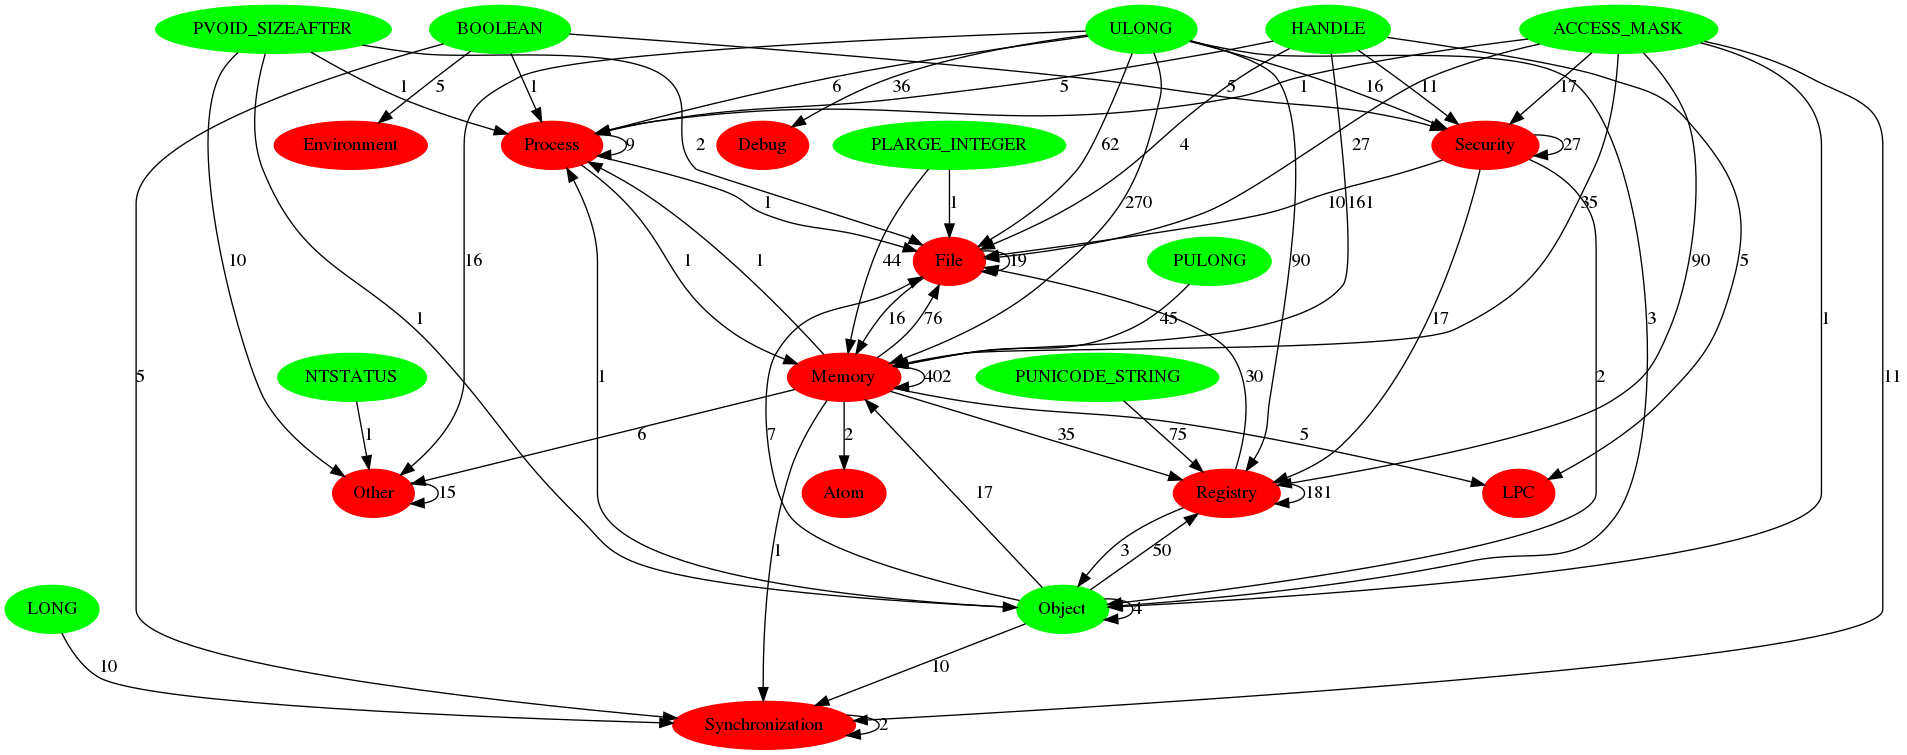 PVOID_SIZEAFTER BOOLEAN ULONG HANDLE ACCESS_MASK
1 5 1 6 36 5 5 1 16 11 17
Environment Process 9 Debug PLARGE_INTEGER Security 27
2 62 4 27
1 1 270 10 161 35
10 16 1 1 44 File 19 PULONG 90 90 5
1 16 76 45 17 3 1
5 NTSTATUS 1 Memory 402 PUNICODE_STRING 30 2 11
1 6 2 35 75 5
Other 15 7 17 Atom Registry 181 LPC
1 3 50
LONG Object 4
10 10
Synchronization 2